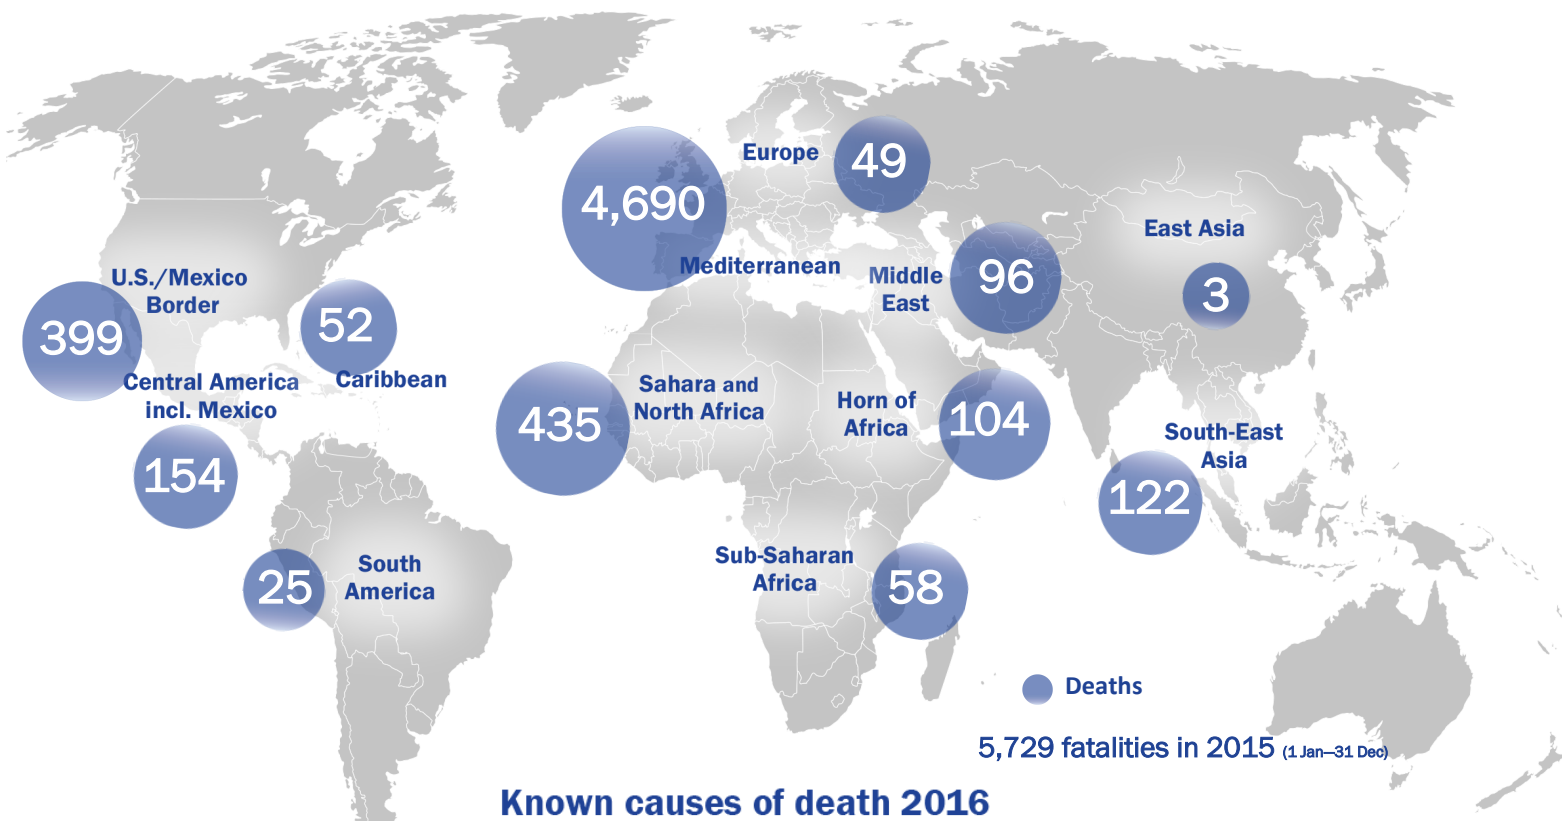 Europe
49
4,690
East Asia
Mediterranean
Middle
East
96
3
U.S./Mexico
Border
399
52
Caribbean
Central America
incl. Mexico
154
Sahara and
North Africa
435
Horn of
Africa
104
South-East
Asia
122
Sub-Saharan
Africa
58
South
America
25
Deaths
5,729 fatalities in 2015 (1 Jan—31 Dec)
Known causes of death 2016